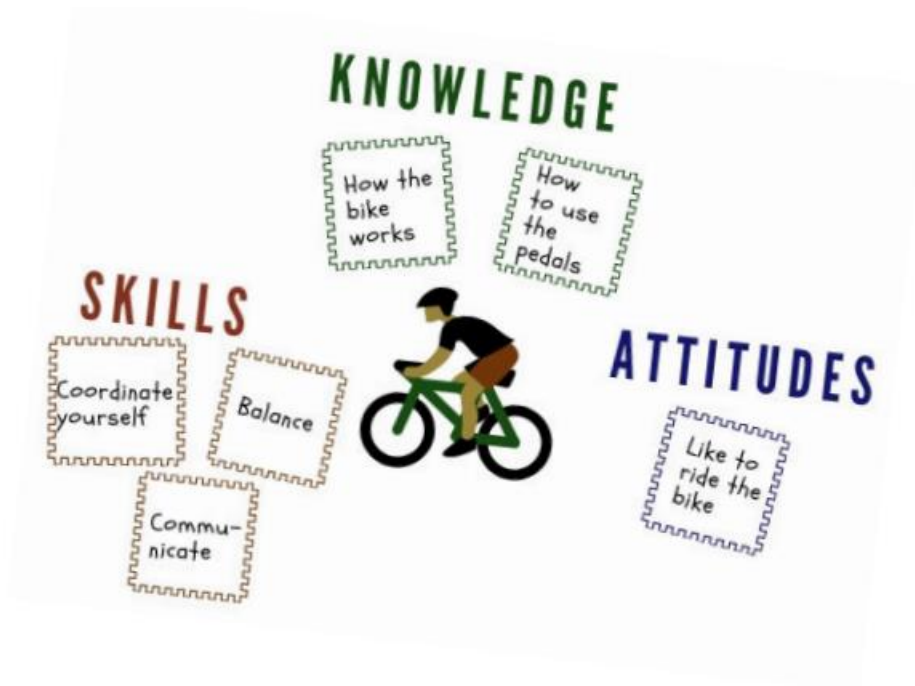 KNOWLEDGE
How the
bike
works
How
to use
the
pedals
SKILLS
Coordinate
yourself
Balance
Commu-
nicate
ATTITUDES
Like to
ride the
bike